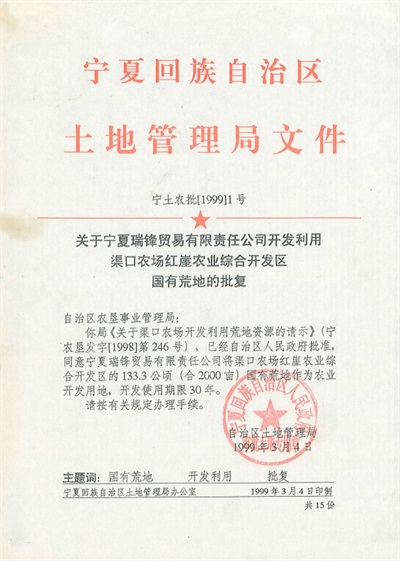 宁夏回族自治区
土地管理局文件
宁土农批[1999]1号
关于宁夏瑞锋贸易有限责任公司开发利用
渠口农场红崖农业综合开发区
国有荒地的批复
自治区农垦事业管理局：
你局《关于渠口农场开发利用荒地资源的请示》（宁
农垦发字[1998]第246号），已经自治区人民政府批准，
同意宁夏瑞锋贸易有限责任公司将渠口农场红崖农业综
合开发区的133.3公顷（合2000亩）国有荒地作为农业
开发用地，开发使用期限30年。
请按有关规定办理手续。
宁夏回族自治区人民政府
自治区土地管理局
1999年3月4日
主题词：国有荒地 开发利用 批复
宁夏回族自治区土地管理局办公室 1999年3月4日印制
共15份